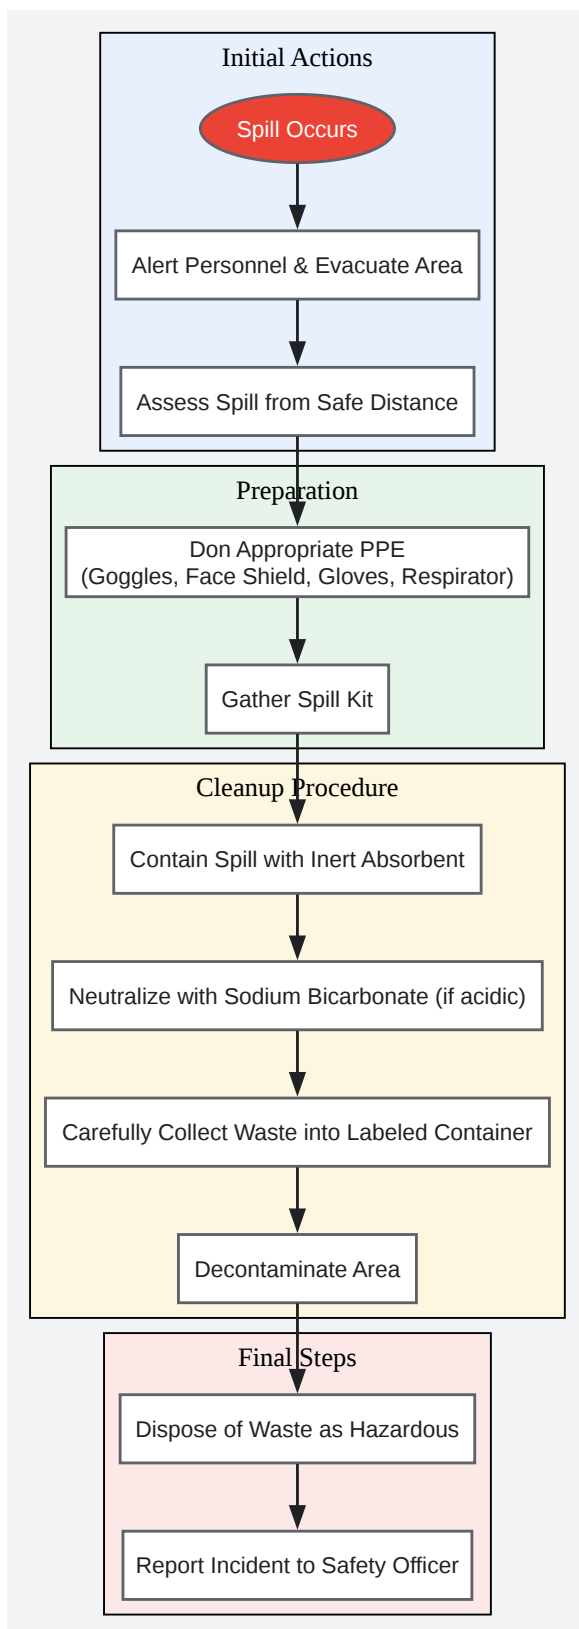 Initial Actions
Spill Occurs
Alert Personnel & Evacuate Area
Assess Spill from Safe Distance
Preparation
Don Appropriate PPE
(Goggles, Face Shield, Gloves, Respirator)
Gather Spill Kit
Cleanup Procedure
Contain Spill with Inert Absorbent
Neutralize with Sodium Bicarbonate (if acidic)
Carefully Collect Waste into Labeled Container
Decontaminate Area
Final Steps
Dispose of Waste as Hazardous
Report Incident to Safety Officer